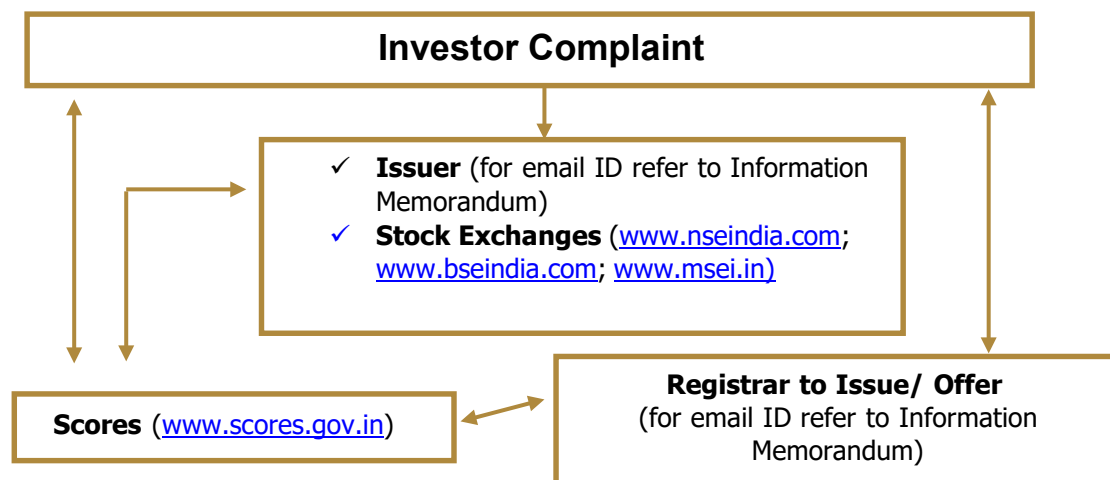 Investor Complaint
✓ Issuer (for email ID refer to Information
Memorandum)
✓ Stock Exchanges (www.nseindia.com;
www.bseindia.com; www.msei.in)
Scores (www.scores.gov.in)
Registrar to Issue/ Offer
(for email ID refer to Information
Memorandum)